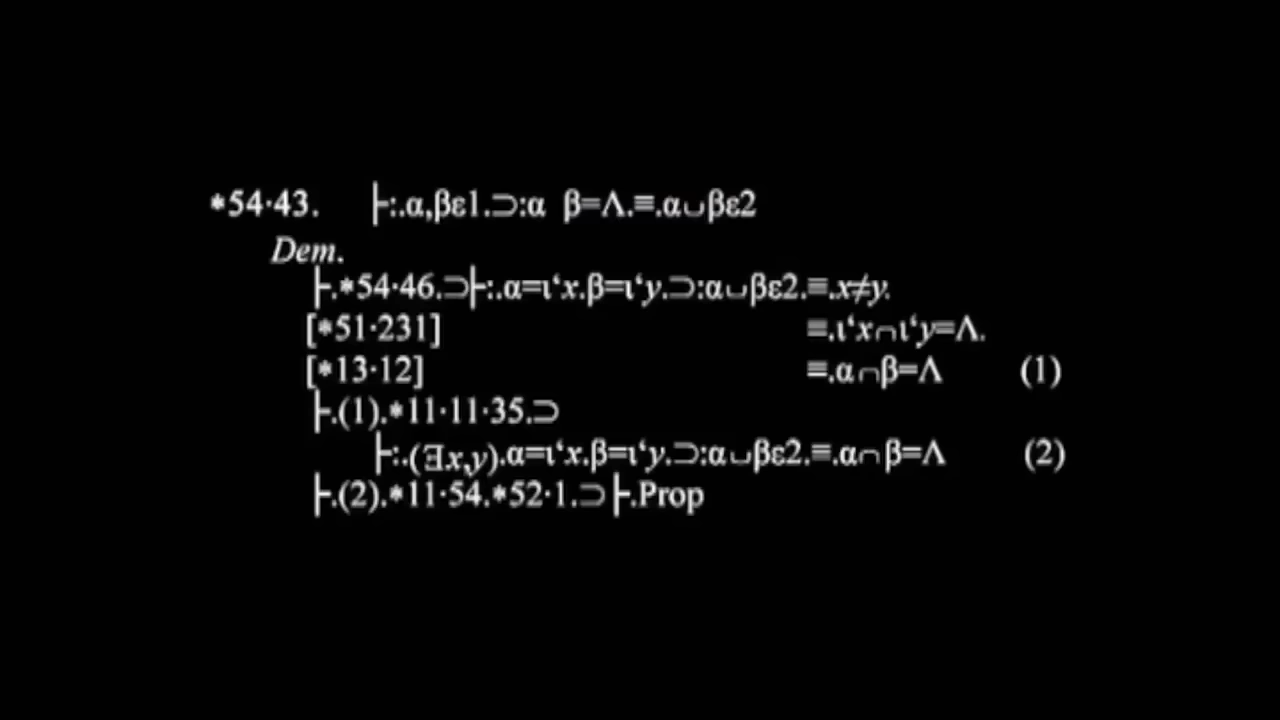 *54·43. ⊢:.α,βε1.⊃:α β=Λ.≡.α∪βε2
Dem.
⊢.*54·46.⊃⊢:.α=ι‘x.β=ι‘y.⊃:α∪βε2.≡.x≠y.
[*51·231] ≡.ι‘x∩ι‘y=Λ.
[*13·12] ≡.α∩β=Λ (1)
⊢.(1).*11·11·35.⊃
⊢:.(∃x,y).α=ι‘x.β=ι‘y.⊃:α∪βε2.≡.α∩β=Λ (2)
⊢.(2).*11·54.*52·1.⊃⊢.Prop